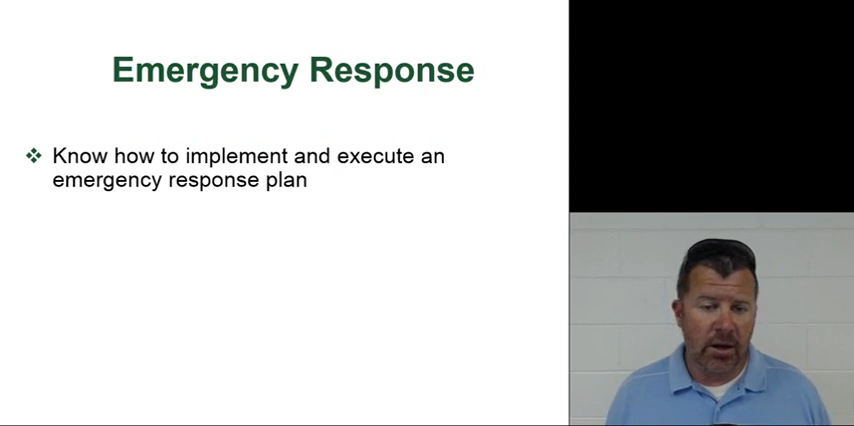 Emergency Response
Know how to implement and execute an
emergency response plan